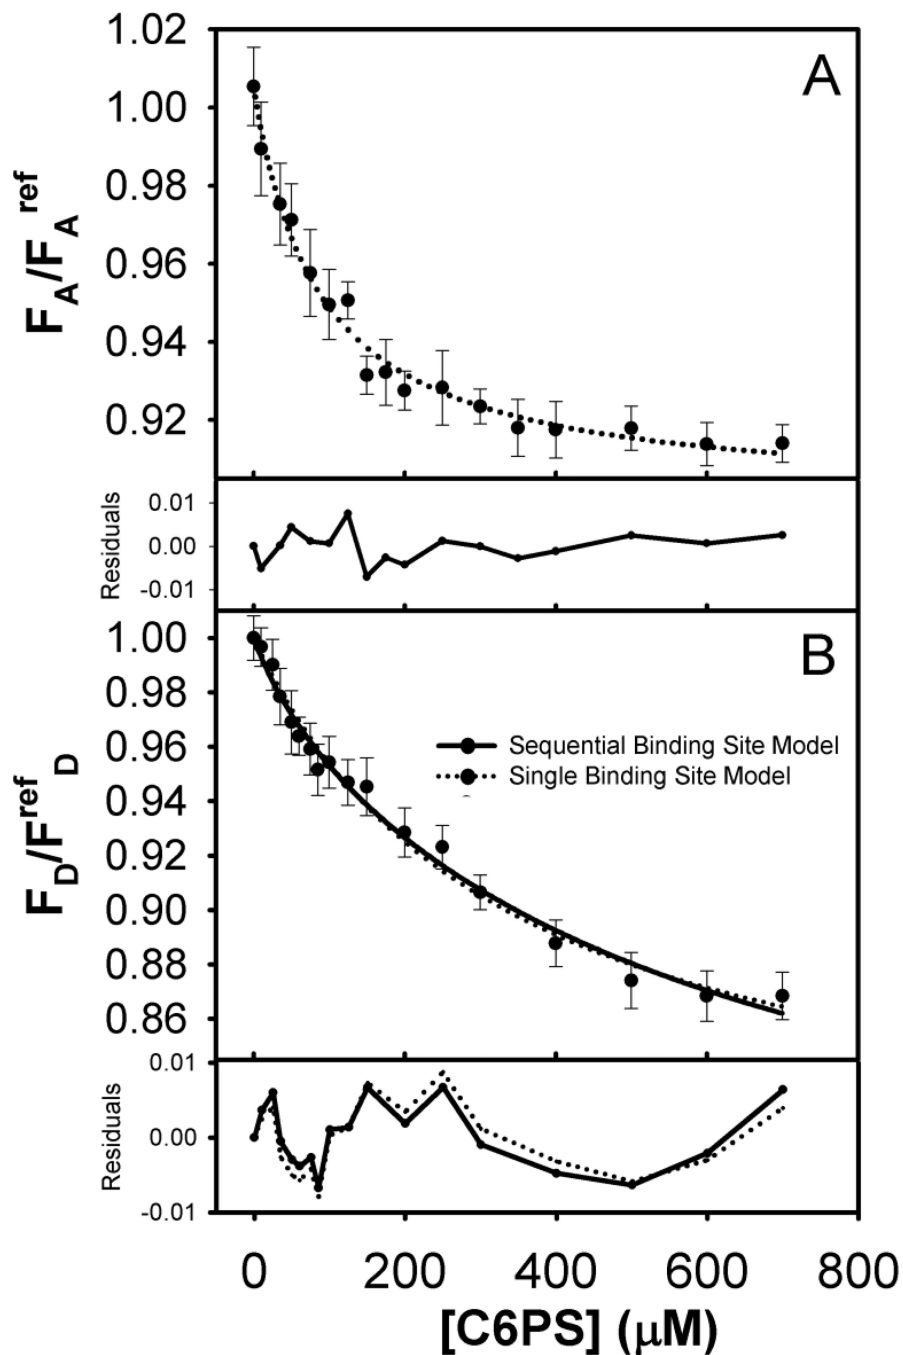 A
1.02
1.00
0.98
0.96
0.94
0.92
F_A/F_A^ref
0.01
0.00
-0.01
Residuals
B
1.00
0.98
0.96
0.94
0.92
0.90
0.88
0.86
F_D/F^ref_D
Sequential Binding Site Model
Single Binding Site Model
0.01
0.00
-0.01
Residuals
0 200 400 600 800
[C6PS] (μM)